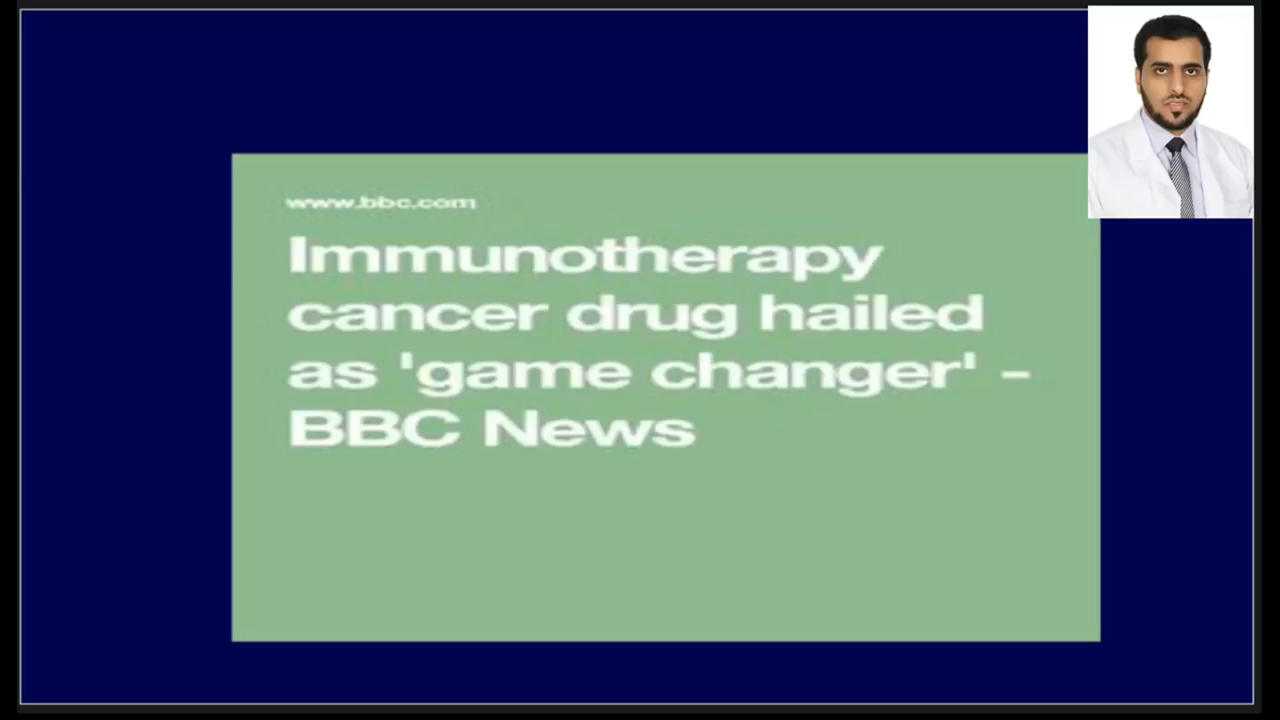 www.bbc.com
Immunotherapy
cancer drug hailed
as 'game changer' -
BBC News